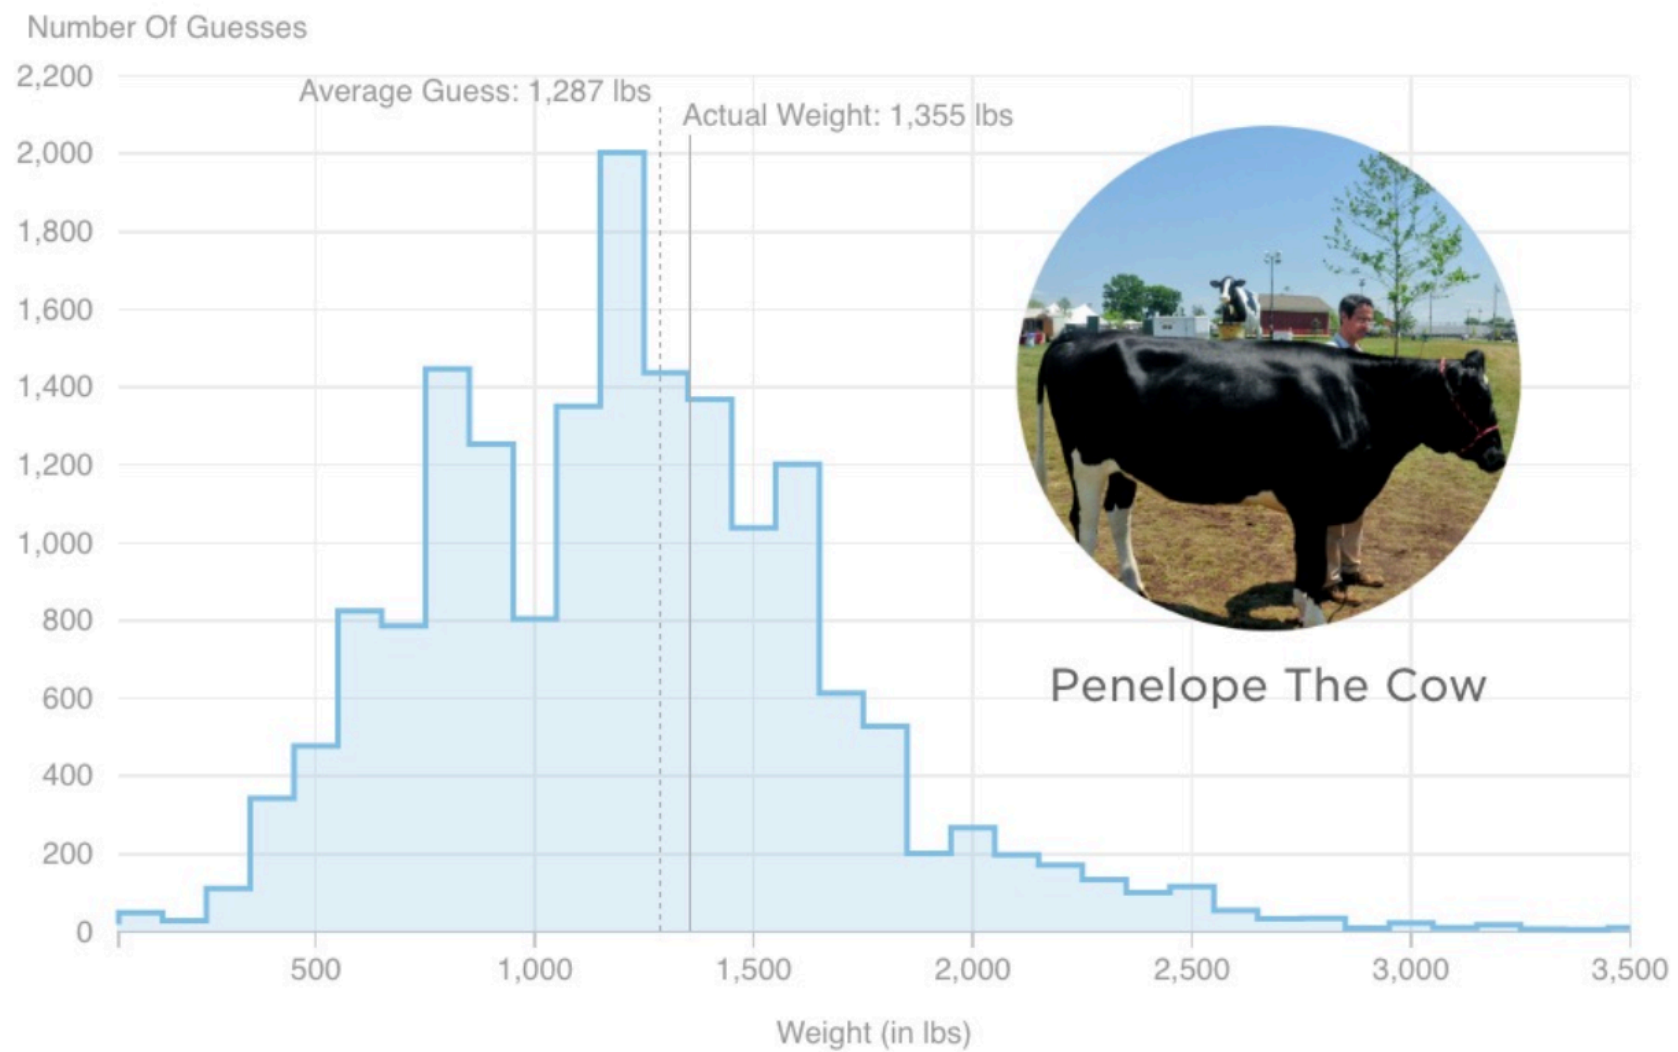 Number Of Guesses
2,200
Average Guess: 1,287 lbs
Actual Weight: 1,355 lbs
2,000
1,800
1,600
1,400
1,200
1,000
800
600
400
200
0
Penelope The Cow
500 1,000 1,500 2,000 2,500 3,000 3,500
Weight (in lbs)